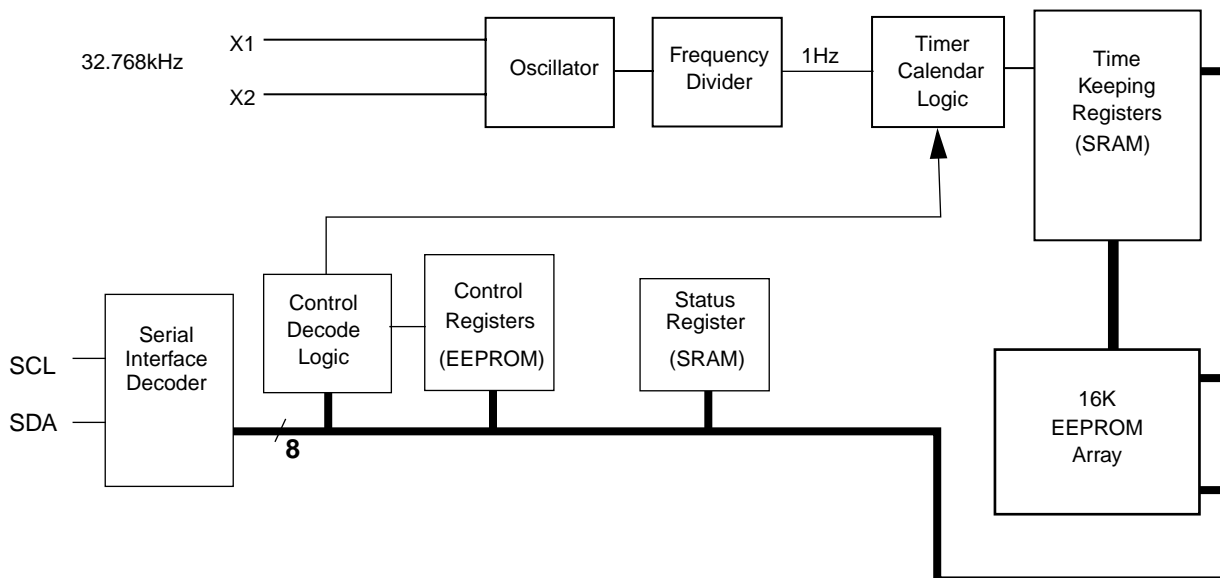 32.768kHz
X1
X2
Oscillator
Frequency
Divider
1Hz
Timer
Calendar
Logic
Time
Keeping
Registers
(SRAM)
SCL
SDA
Serial
Interface
Decoder
8
Control
Decode
Logic
Control
Registers
(EEPROM)
Status
Register
(SRAM)
16K
EEPROM
Array